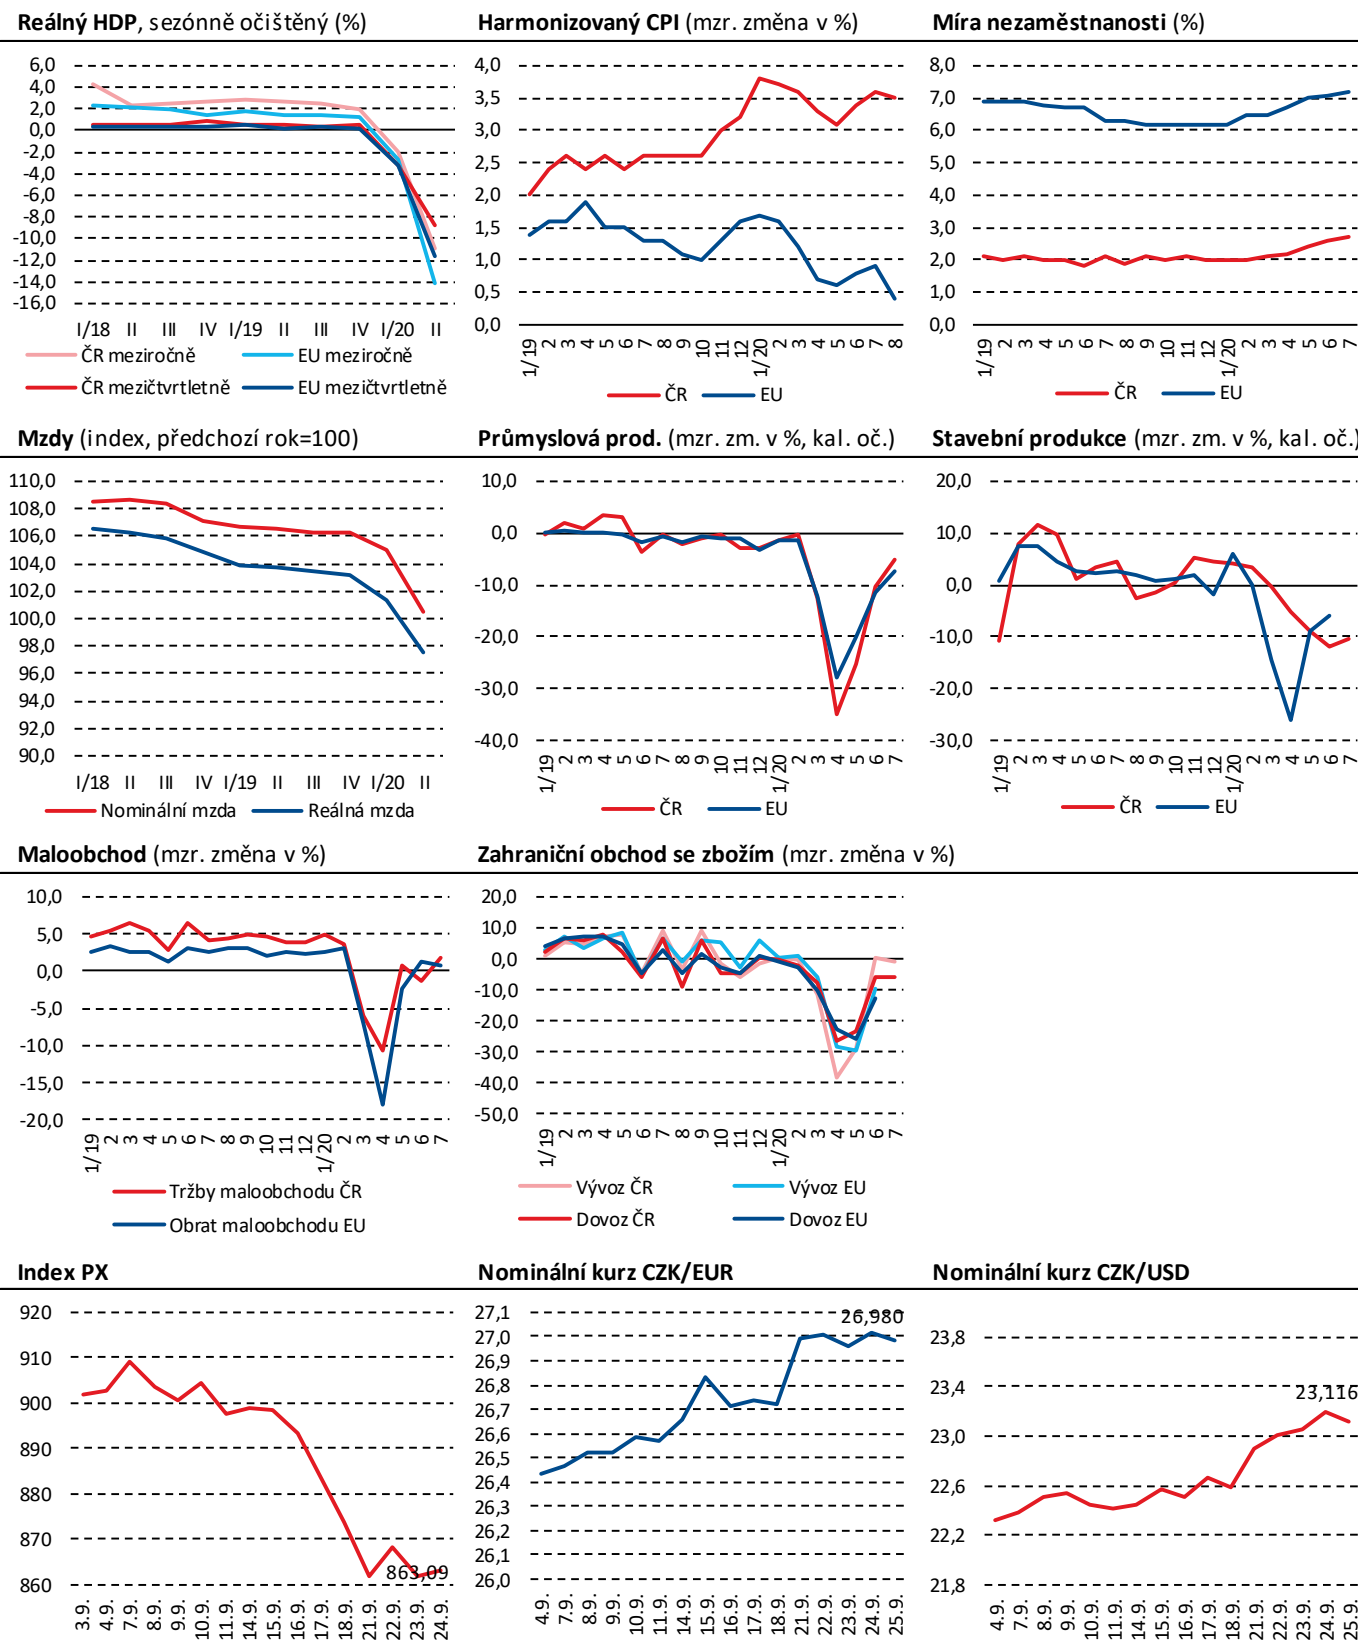 Reálný HDP, sezónně očištěný (%)
6,0
4,0
2,0
0,0
-2,0
-4,0
-6,0
-8,0
-10,0
-12,0
-14,0
-16,0
I/18 II III IV I/19 II III IV I/20 II
ČR meziročně EU meziročně
ČR mezičtvrtletně EU mezičtvrtletně
Harmonizovaný CPI (mzr. změna v %)
4,0
3,5
3,0
2,5
2,0
1,5
1,0
0,5
0,0
1/19 2 3 4 5 6 7 8 9 10 11 12 1/20 2 3 4 5 6 7 8
ČR EU
Míra nezaměstnanosti (%)
8,0
7,0
6,0
5,0
4,0
3,0
2,0
1,0
0,0
1/19 2 3 4 5 6 7 8 9 10 11 12 1/20 2 3 4 5 6 7
ČR EU
Mzdy (index, předchozí rok=100)
110,0
108,0
106,0
104,0
102,0
100,0
98,0
96,0
94,0
92,0
90,0
I/18 II III IV I/19 II III IV I/20 II
Nominální mzda Reálná mzda
Průmyslová prod. (mzr. zm. v %, kal. oč.)
10,0
0,0
-10,0
-20,0
-30,0
-40,0
1/19 2 3 4 5 6 7 8 9 10 11 12 1/20 2 3 4 5 6 7
ČR EU
Stavební produkce (mzr. zm. v %, kal. oč.)
20,0
10,0
0,0
-10,0
-20,0
-30,0
1/19 2 3 4 5 6 7 8 9 10 11 12 1/20 2 3 4 5 6 7
ČR EU
Maloobchod (mzr. změna v %)
10,0
5,0
0,0
-5,0
-10,0
-15,0
-20,0
1/19 2 3 4 5 6 7 8 9 10 11 12 1/20 2 3 4 5 6 7
Tržby maloobchodu ČR
Obrat maloobchodu EU
Zahraniční obchod se zbožím (mzr. změna v %)
20,0
10,0
0,0
-10,0
-20,0
-30,0
-40,0
-50,0
1/19 2 3 4 5 6 7 8 9 10 11 12 1/20 2 3 4 5 6 7
Vývoz ČR Vývoz EU
Dovoz ČR Dovoz EU
Index PX
920
910
900
890
880
870
860
863,09
3.9. 4.9. 7.9. 8.9. 9.9. 10.9. 11.9. 14.9. 15.9. 16.9. 17.9. 18.9. 21.9. 22.9. 23.9. 24.9.
Nominální kurz CZK/EUR
27,1
27,0
26,9
26,8
26,7
26,6
26,5
26,4
26,3
26,2
26,1
26,0
26,980
4.9. 7.9. 8.9. 9.9. 10.9. 11.9. 14.9. 15.9. 16.9. 17.9. 18.9. 21.9. 22.9. 23.9. 24.9. 25.9.
Nominální kurz CZK/USD
23,8
23,4
23,0
22,6
22,2
21,8
23,116
4.9. 7.9. 8.9. 9.9. 10.9. 11.9. 14.9. 15.9. 16.9. 17.9. 18.9. 21.9. 22.9. 23.9. 24.9. 25.9.